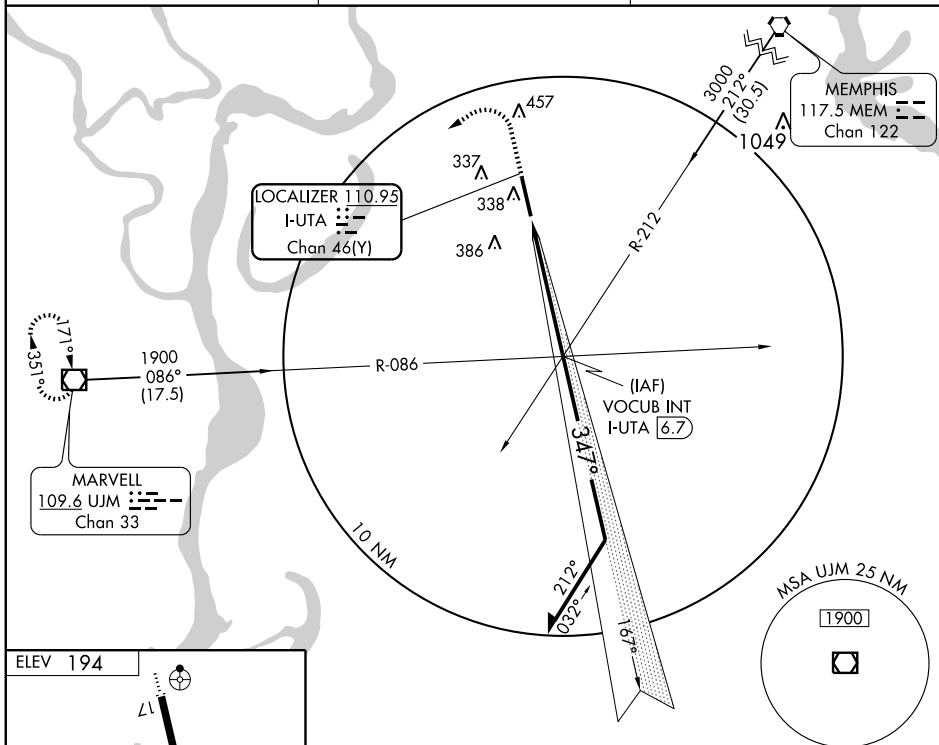 3000
212°
(30.5)
MEMPHIS
117.5 MEM
Chan 122
1049
457
337
338
386
LOCALIZER 110.95
I-UTA
Chan 46(Y)
R-212
171°
351°
1900
086°
(17.5)
R-086
(IAF)
VOCUB INT
I-UTA 6.7
347°
MARVELL
109.6 UJM
Chan 33
10 NM
212°
032°
167°
MSA UJM 25 NM
1900
ELEV 194
17